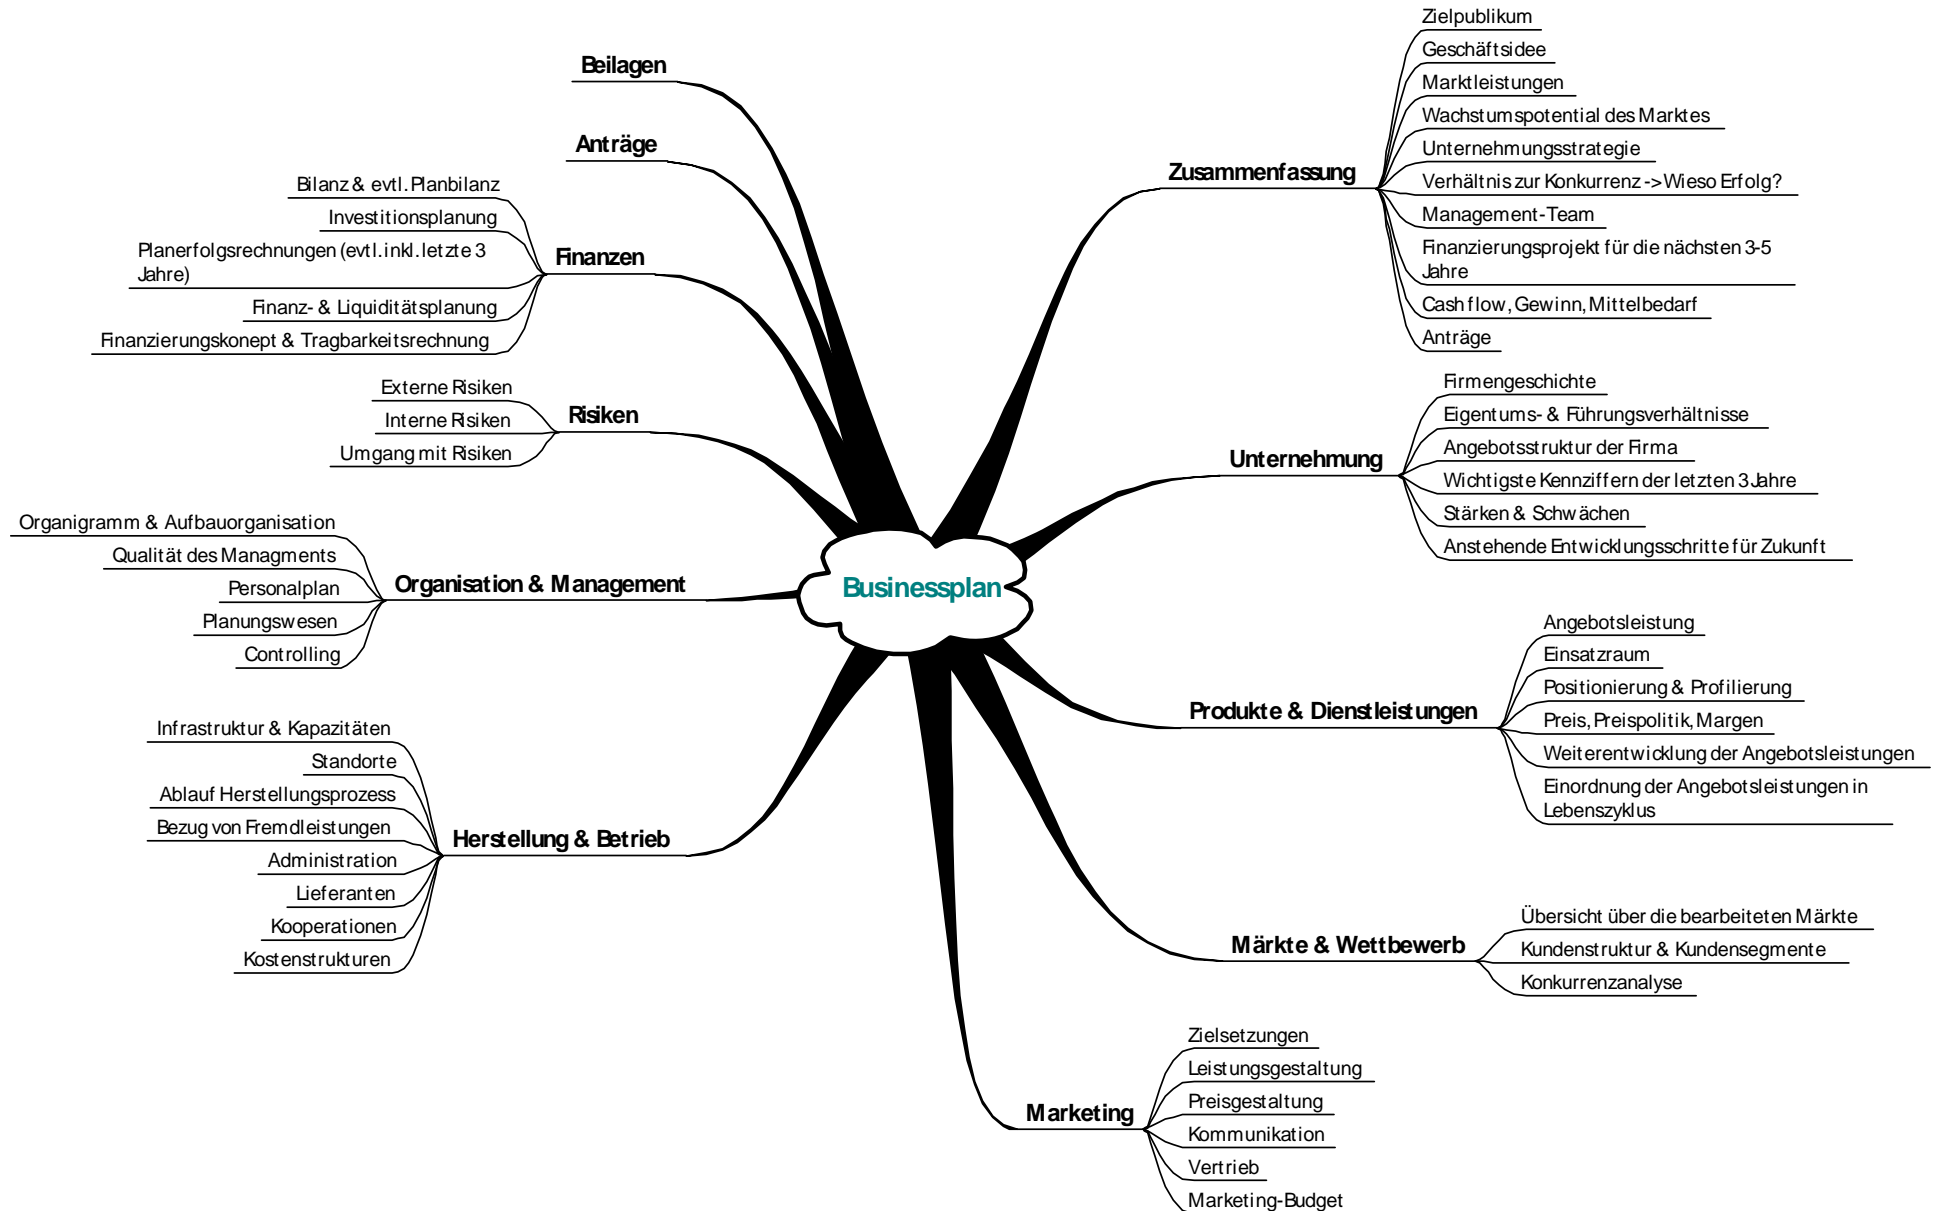 Businessplan
Zusammenfassung
Zielpublikum
Geschäftsidee
Marktleistungen
Wachstumspotential des Marktes
Unternehmungsstrategie
Verhältnis zur Konkurrenz -> Wieso Erfolg?
Management-Team
Finanzierungsprojekt für die nächsten 3-5
Jahre
Cash flow, Gewinn, Mittelbedarf
Anträge
Unternehmung
Firmengeschichte
Eigentums- & Führungsverhältnisse
Angebotsstruktur der Firma
Wichtigste Kennziffern der letzten 3 Jahre
Stärken & Schwächen
Anstehende Entwicklungsschritte für Zukunft
Produkte & Dienstleistungen
Angebotsleistung
Einsatzraum
Positionierung & Profilierung
Preis, Preispolitik, Margen
Weiterentwicklung der Angebotsleistungen
Einordnung der Angebotsleistungen in
Lebenszyklus
Märkte & Wettbewerb
Übersicht über die bearbeiteten Märkte
Kundenstruktur & Kundensegmente
Konkurrenzanalyse
Marketing
Zielsetzungen
Leistungsgestaltung
Preisgestaltung
Kommunikation
Vertrieb
Marketing-Budget
Herstellung & Betrieb
Infrastruktur & Kapazitäten
Standorte
Ablauf Herstellungsprozess
Bezug von Fremdleistungen
Administration
Lieferanten
Kooperationen
Kostenstrukturen
Organisation & Management
Organigramm & Aufbauorganisation
Qualität des Managments
Personalplan
Planungswesen
Controlling
Risiken
Externe Risiken
Interne Risiken
Umgang mit Risiken
Finanzen
Bilanz & evtl. Planbilanz
Investitionsplanung
Planerfolgsrechnungen (evtl. inkl. letzte 3
Jahre)
Finanz- & Liquiditätsplanung
Finanzierungskonept & Tragbarkeitsrechnung
Anträge
Beilagen